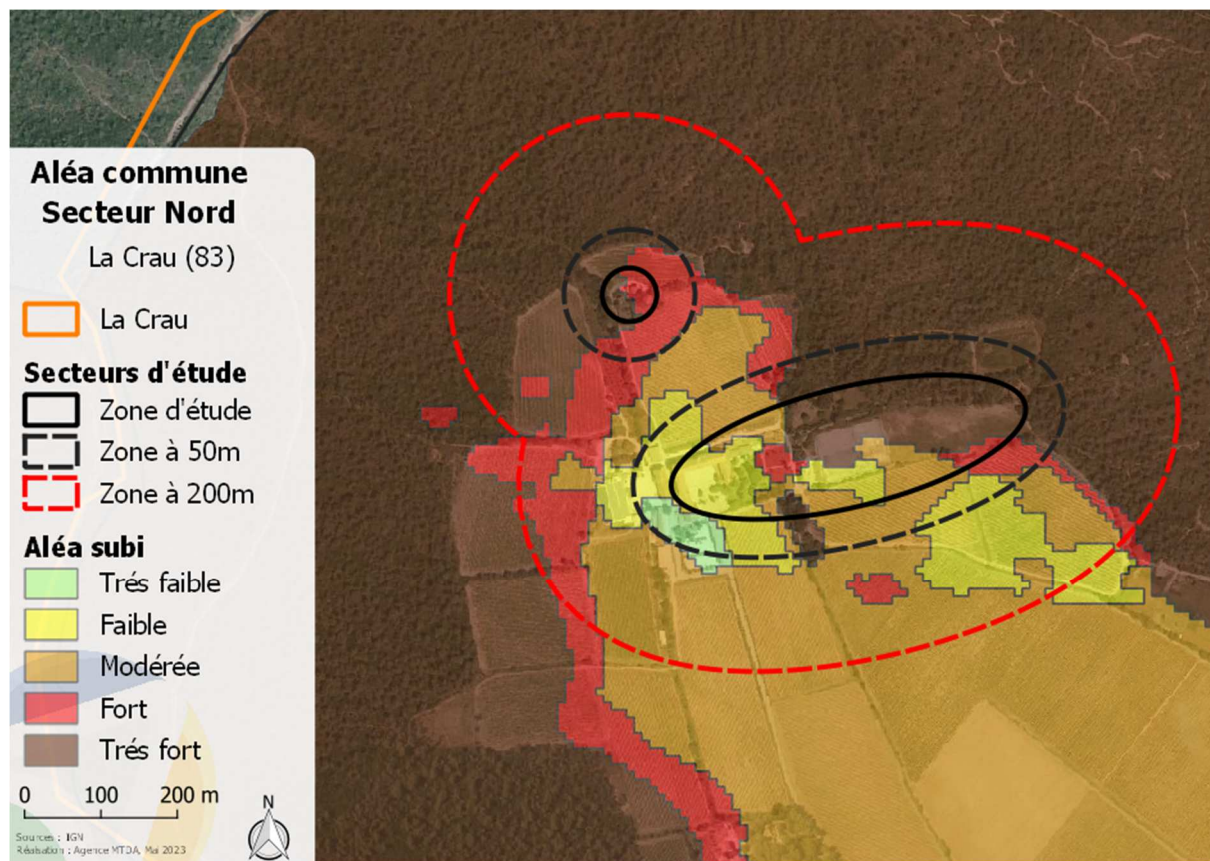 Aléa commune
Secteur Nord
La Crau (83)
La Crau
Secteurs d'étude
Zone d'étude
Zone à 50m
Zone à 200m
Aléa subi
Trés faible
Faible
Modérée
Fort
Trés fort
0 100 200 m
N
Sources : IGN
Réalisation : Agence MTDA, Mai 2023